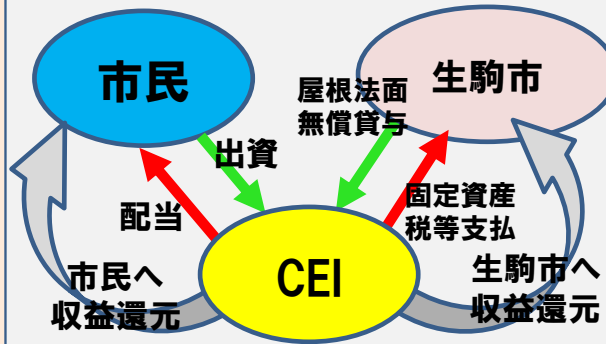 市民
生駒市
屋根法面
無償貸与
出資
配当
固定資産
税等支払
CEI
市民へ
収益還元
生駒市へ
収益還元